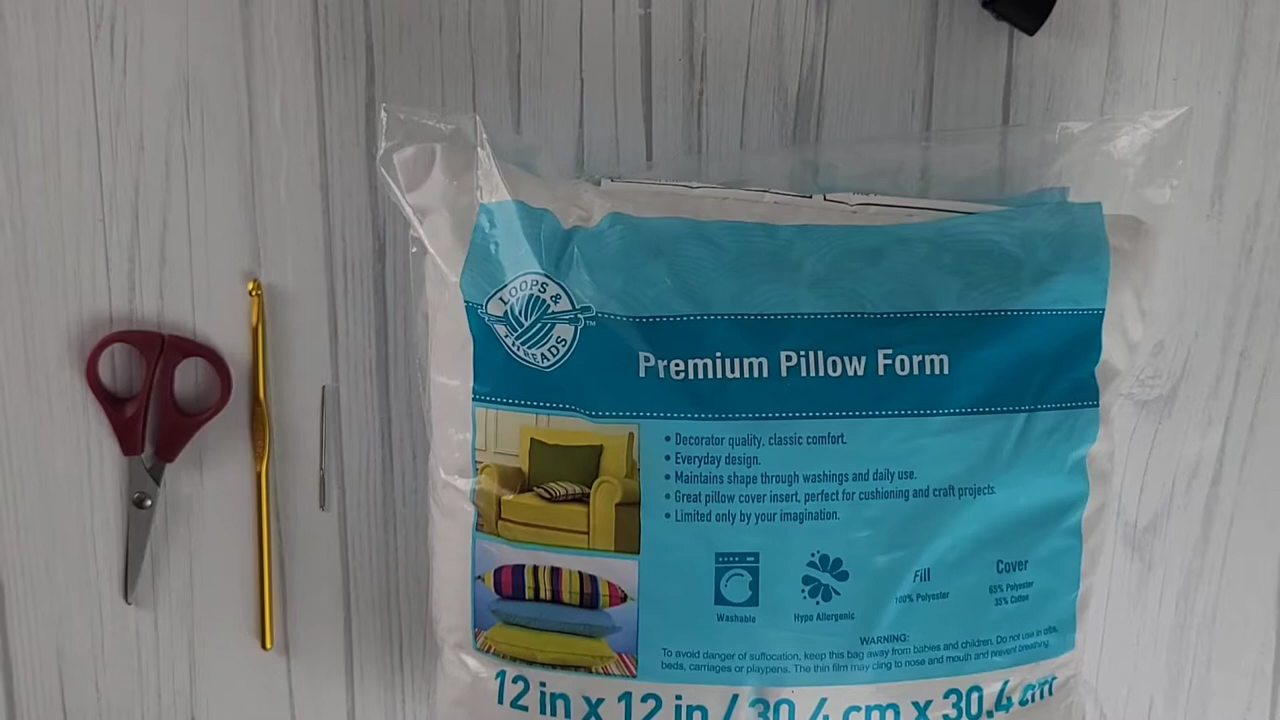 LOOPS &
THREADS
TM
Premium Pillow Form
• Decorator quality, classic comfort.
• Everyday design.
• Maintains shape through washings and daily use.
• Great pillow cover insert, perfect for cushioning and craft projects.
• Limited only by your imagination.
Washable
Hypo Allergenic
Fill
100% Polyester
Cover
65% Polyester
35% Cotton
WARNING:
To avoid danger of suffocation, keep this bag away from babies and children. Do not use in cribs,
beds, carriages or playpens. The thin film may cling to nose and mouth and prevent breathing.
12 in x 12 in / 30.4 cm x 30.4 cm